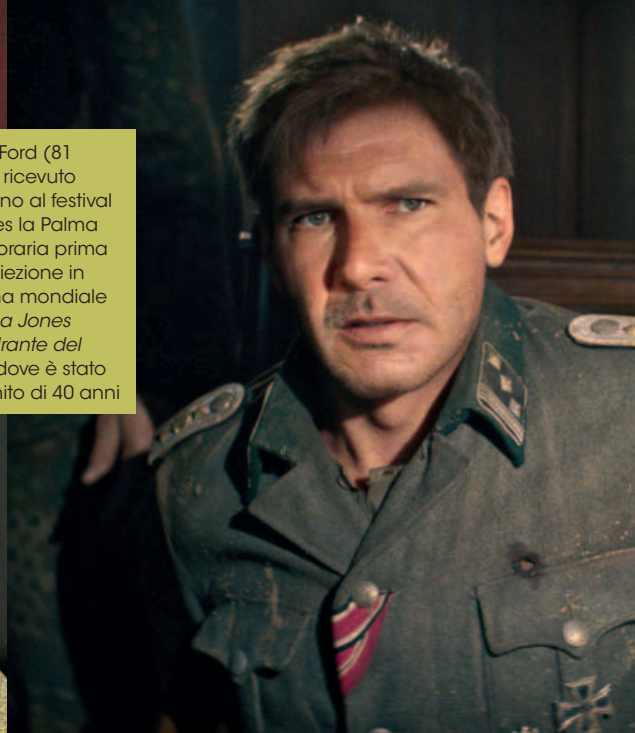 Ford (81
ricevuto
no al festival
es la Palma
oraria prima
iezione in
a mondiale
a Jones
rante del
dove è stato
nito di 40 anni